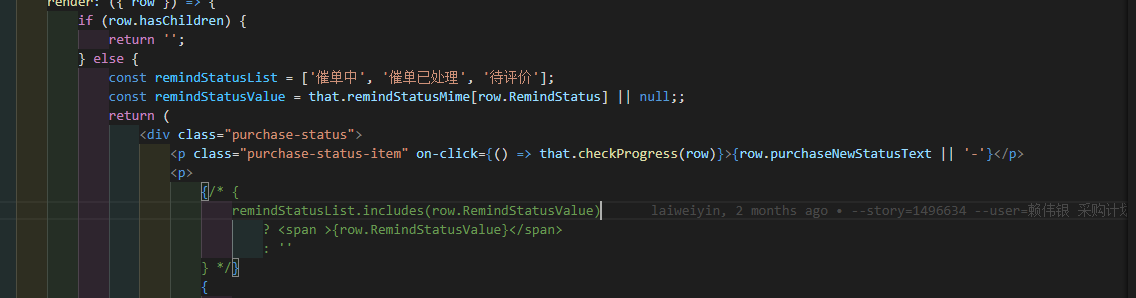 render: ({ row }) => {
if (row.hasChildren) {
return '';
} else {
const remindStatusList = ['催单中', '催单已处理', '待评价'];
const remindStatusValue = that.remindStatusMime[row.RemindStatus] || null;;
return (
<div class="purchase-status">
<p class="purchase-status-item" on-click={() => that.checkProgress(row)}>{row.purchaseNewStatusText || '-'}</p>
<p>
{/* {
remindStatusList.includes(row.RemindStatusValue) laiweiyin, 2 months ago • --story=1496634 --user=赖伟银 采购计划
? <span >{row.RemindStatusValue}</span>
: ''
} */}
{